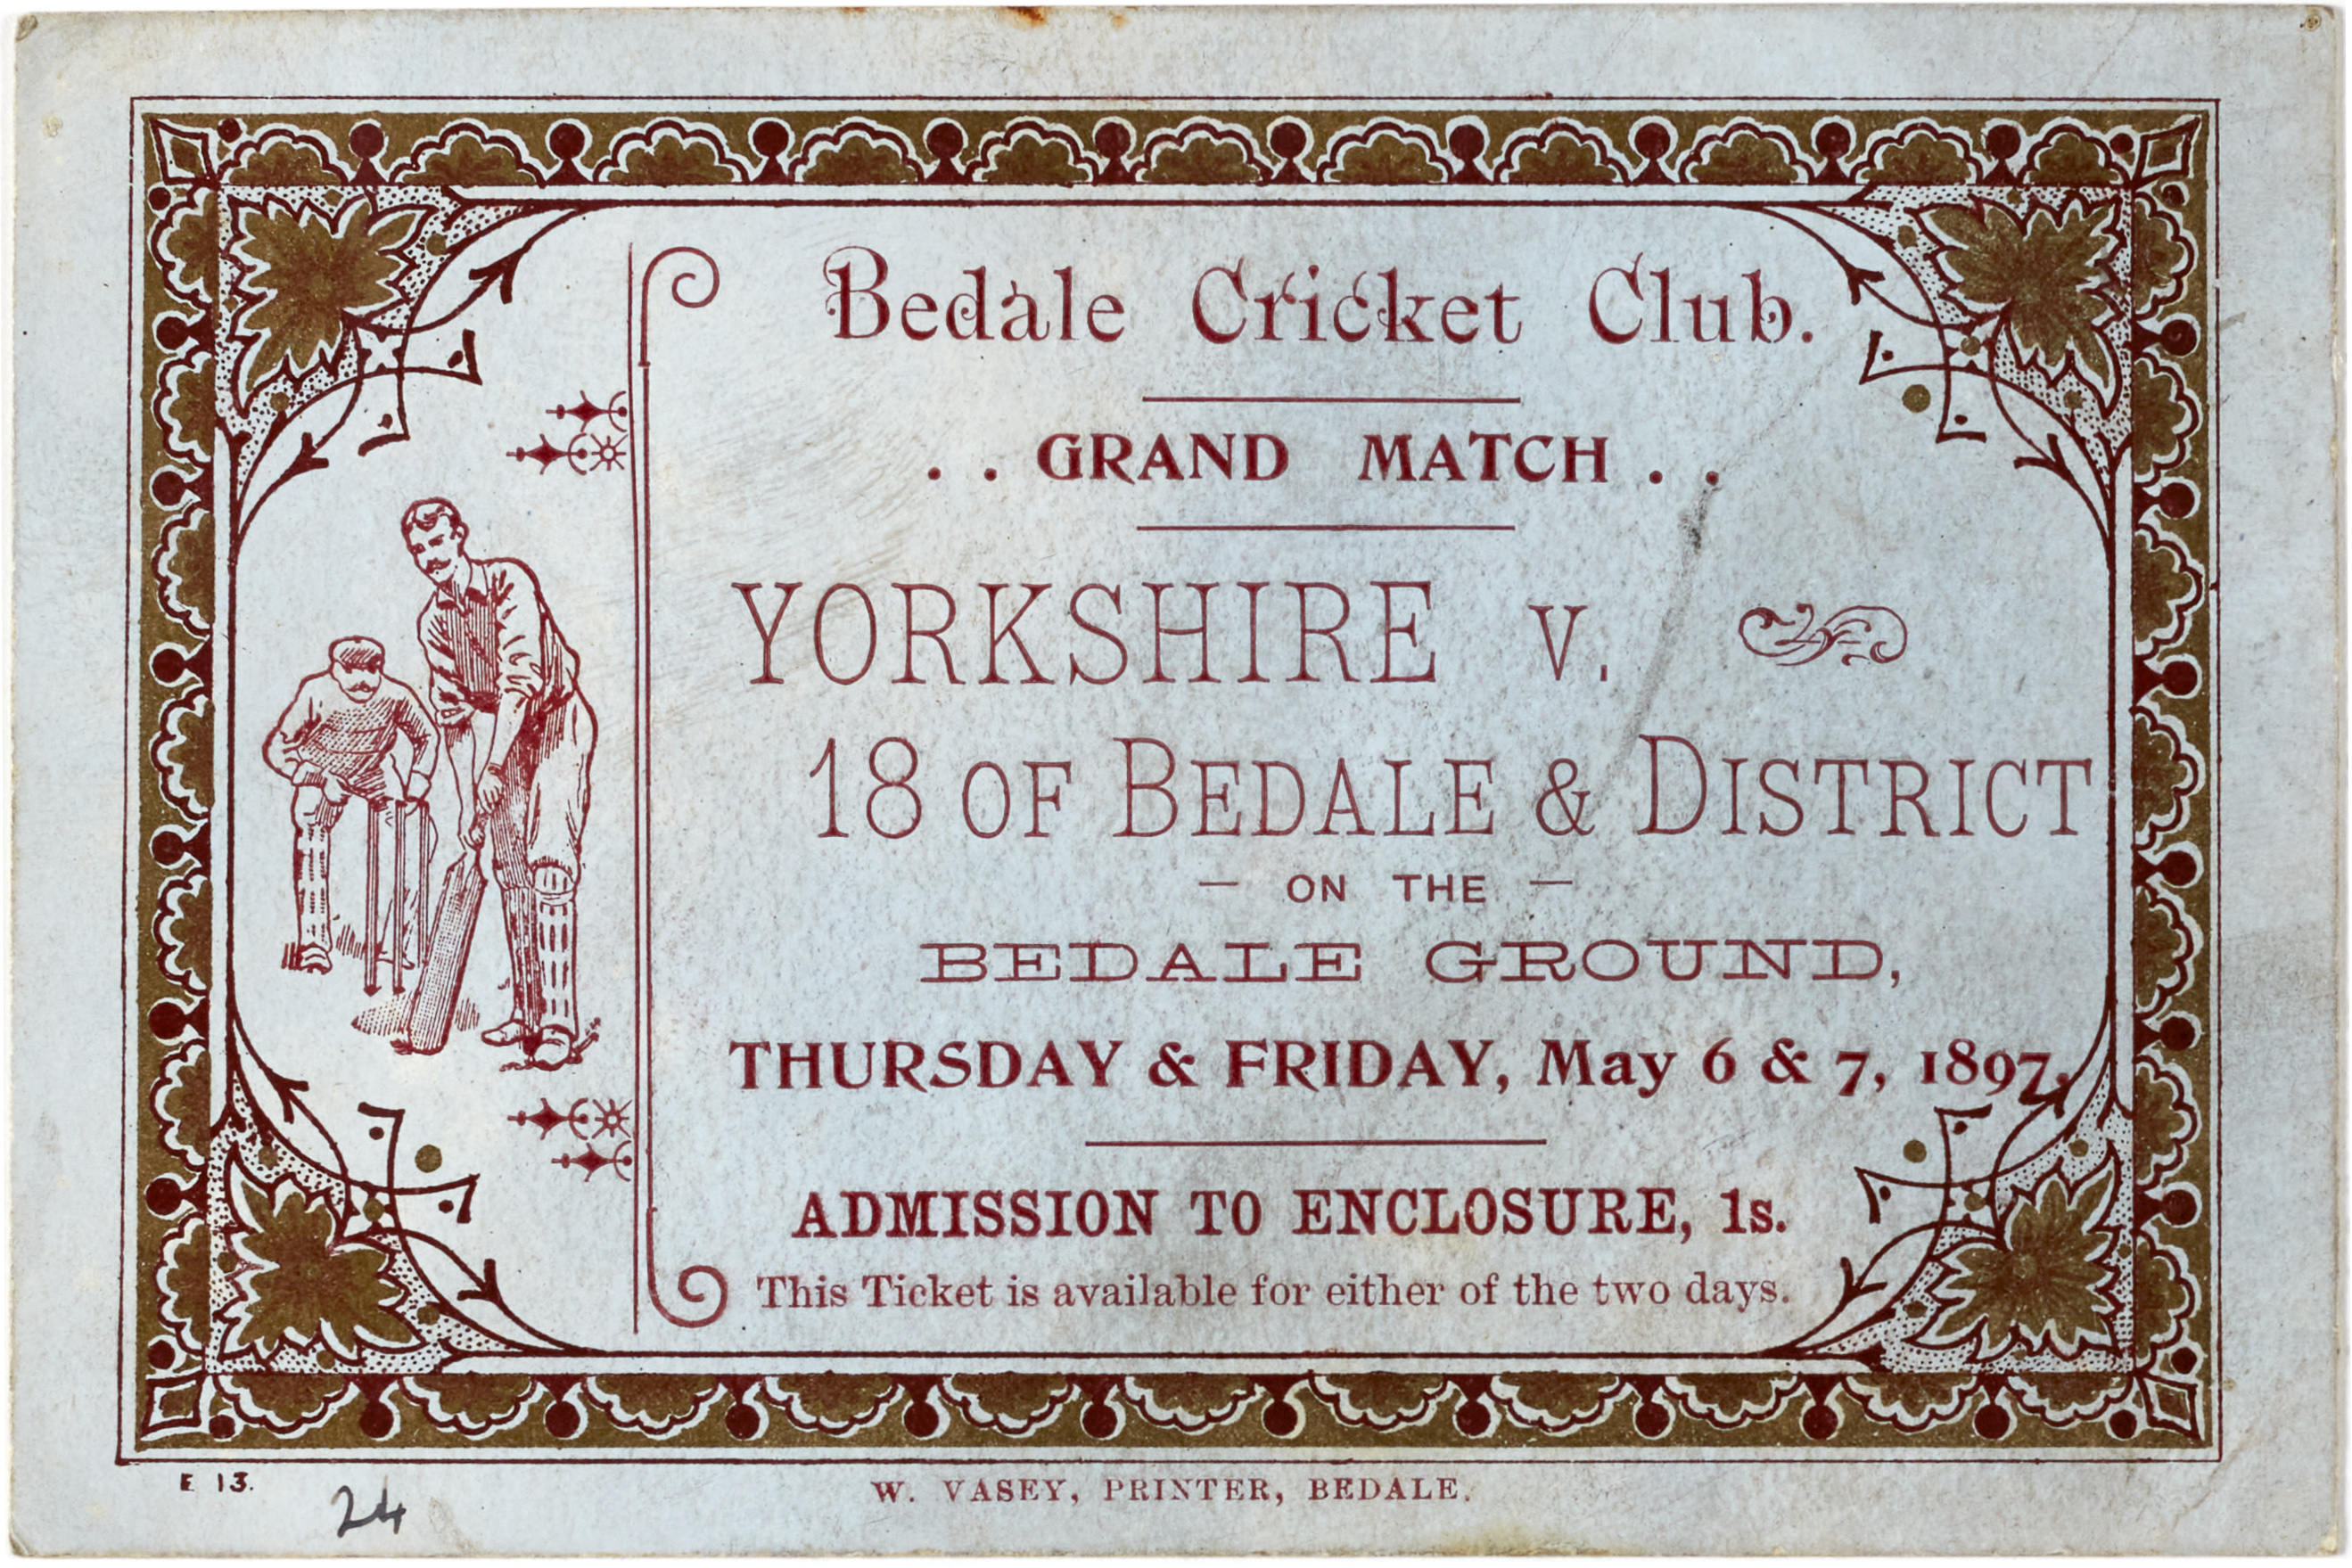 Bedale Cricket Club.
. . GRAND MATCH . .
YORKSHIRE v.
18 OF BEDALE & DISTRICT
— ON THE —
BEDALE GROUND,
THURSDAY & FRIDAY, May 6 & 7, 1897.
ADMISSION TO ENCLOSURE, 1s.
This Ticket is available for either of the two days.
E 13.
24
W. VASEY, PRINTER, BEDALE.